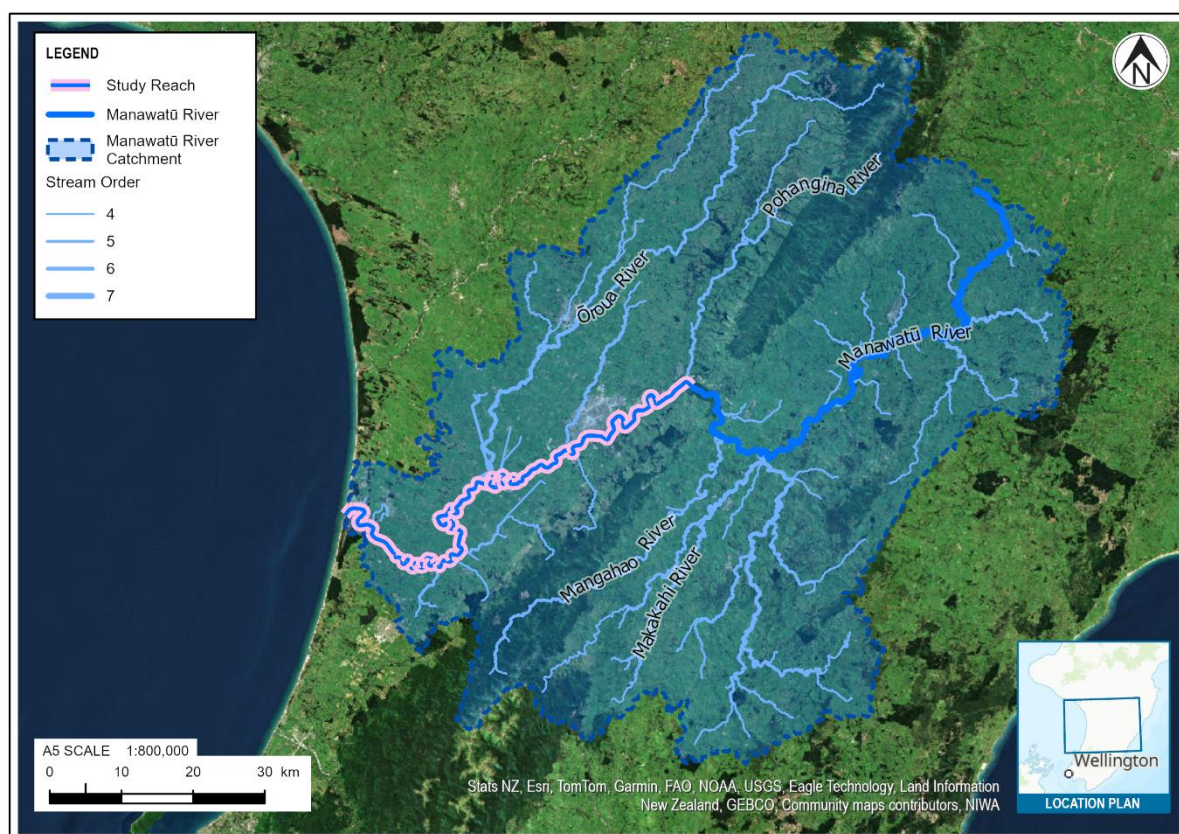 LEGEND
Study Reach
Manawatū River
Manawatū River
Catchment
Stream Order
4
5
6
7
N
Pohangina River
Ōroua River
Manawatū River
Mangahao River
Makakahi River
A5 SCALE 1:800,000
0 10 20 30 km
Stats NZ, Esri, TomTom, Garmin, FAO, NOAA, USGS, Eagle Technology, Land Information
New Zealand, GEBCO, Community maps contributors, NIWA
Wellington
LOCATION PLAN